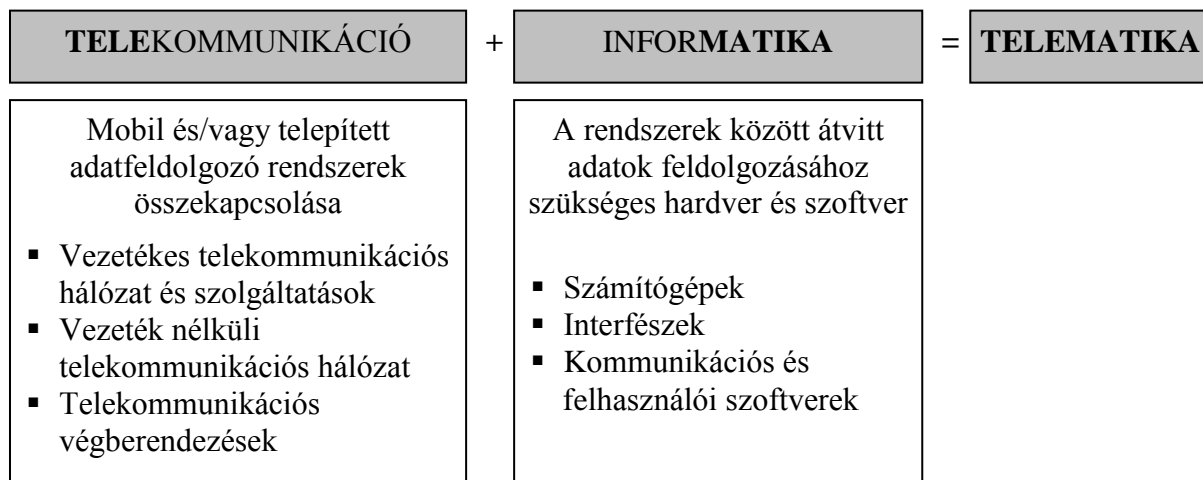 TELEKOMMUNIKÁCIÓ + INFORMATIKA = TELEMATIKA
Mobil és/vagy telepített
adatfeldolgozó rendszerek
összekapcsolása
▪ Vezetékes telekommunikációs
hálózat és szolgáltatások
▪ Vezeték nélküli
telekommunikációs hálózat
▪ Telekommunikációs
végberendezések
A rendszerek között átvitt
adatok feldolgozásához
szükséges hardver és szoftver
▪ Számítógépek
▪ Interfészek
▪ Kommunikációs és
felhasználói szoftverek